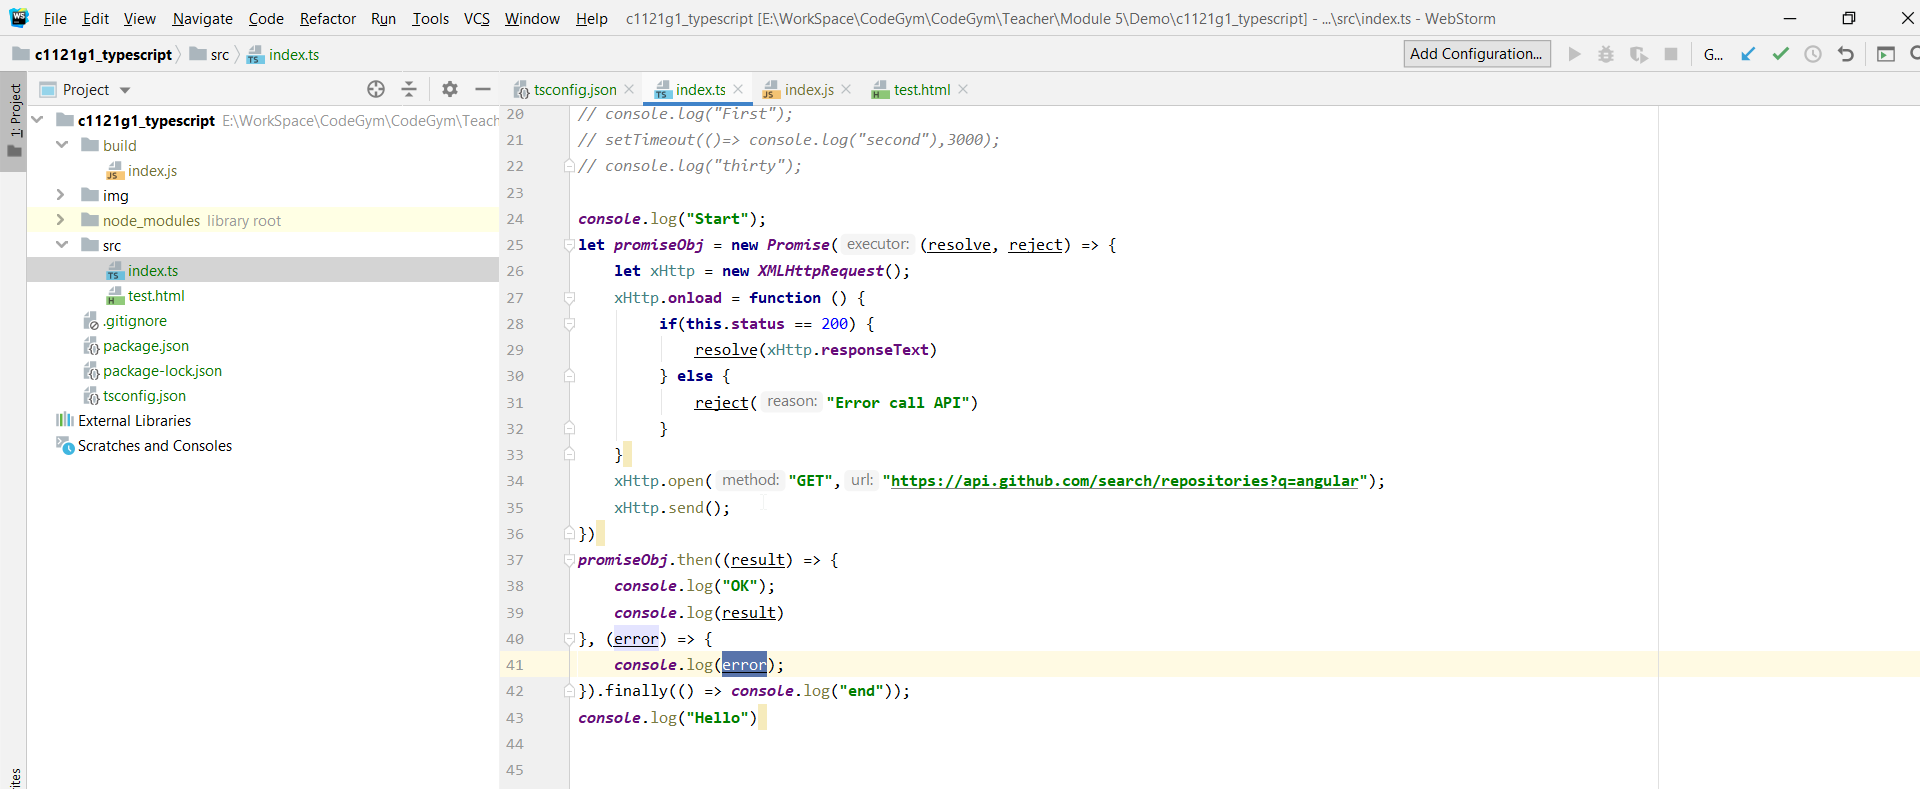 File Edit View Navigate Code Refactor Run Tools VCS Window Help c1121g1_typescript [E:\WorkSpace\CodeGym\CodeGym\Teacher\Module 5\Demo\c1121g1_typescript] - ...\src\index.ts - WebStorm
c1121g1_typescript src index.ts Add Configuration... G...
1: Project
Project
tsconfig.json index.ts index.js test.html
c1121g1_typescript E:\WorkSpace\CodeGym\CodeGym\Teach
build
index.js
img
node_modules library root
src
index.ts
test.html
.gitignore
package.json
package-lock.json
tsconfig.json
External Libraries
Scratches and Consoles
20 // console.log("First");
21 // setTimeout(()=> console.log("second"),3000);
22 // console.log("thirty");
23
24 console.log("Start");
25 let promiseObj = new Promise( executor: (resolve, reject) => {
26 let xHttp = new XMLHttpRequest();
27 xHttp.onload = function () {
28 if(this.status == 200) {
29 resolve(xHttp.responseText)
30 } else {
31 reject( reason: "Error call API")
32 }
33 }
34 xHttp.open( method: "GET", url: "https://api.github.com/search/repositories?q=angular");
35 xHttp.send();
36 })
37 promiseObj.then((result) => {
38 console.log("OK");
39 console.log(result)
40 }, (error) => {
41 console.log(error);
42 }).finally(() => console.log("end"));
43 console.log("Hello")
44
45